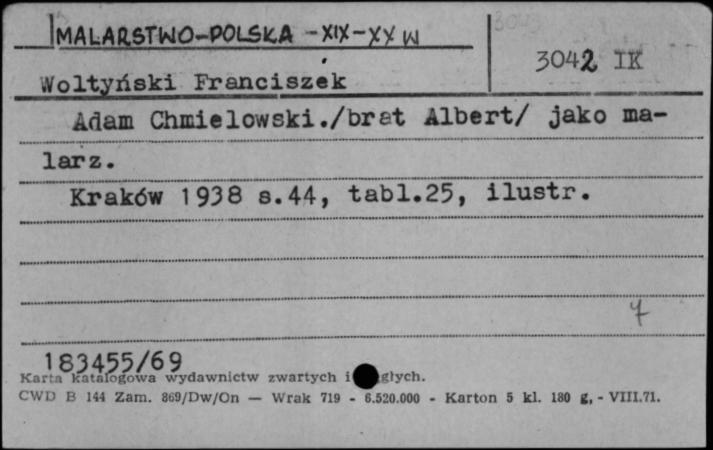 MALARSTWO-POLSKA -XIX-XX W
3042 IK
Woltyński Franciszek
Adam Chmielowski./brat Albert/ jako ma-
larz.
Kraków 1938 s.44, tabl.25, ilustr.
7
183455/69
Karta katalogowa wydawnictw zwartych i głych.
CWD B 144 Zam. 869/Dw/On — Wrak 719 - 6.520.000 - Karton 5 kl. 180 g, - VIII.71.